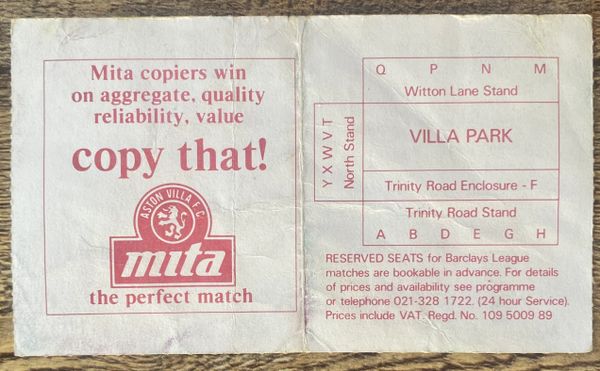 Mita copiers win
on aggregate, quality
reliability, value
copy that!
ASTON VILLA F.C.
mita
the perfect match
Q P N M
Witton Lane Stand
Y X W V T
North Stand
VILLA PARK
Trinity Road Enclosure - F
Trinity Road Stand
A B D E G H
RESERVED SEATS for Barclays League
matches are bookable in advance. For details
of prices and availability see programme
or telephone 021-328 1722. (24 hour Service).
Prices include VAT. Regd. No. 109 5009 89